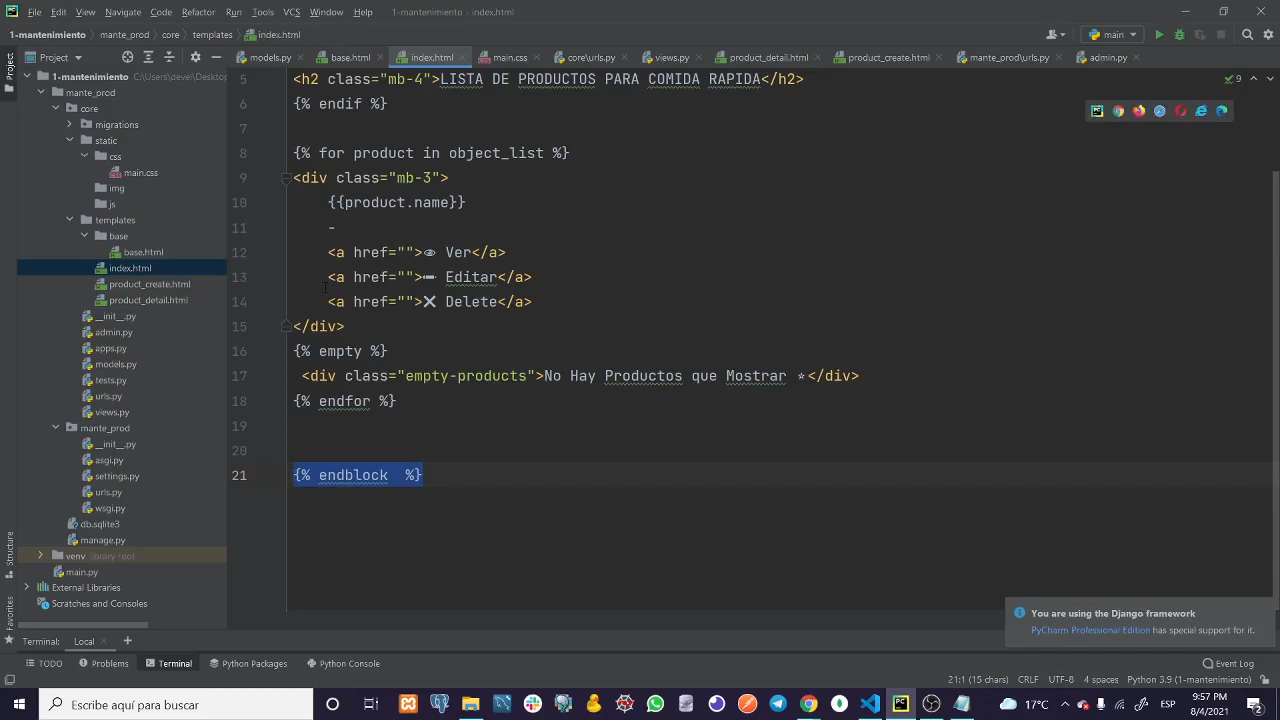 File Edit View Navigate Code Refactor Run Tools VCS Window Help 1-mantenimiento - index.html
1-mantenimiento mante_prod core templates index.html
main
Project
models.py base.html index.html main.css core\urls.py views.py product_detail.html product_create.html mante_prod\urls.py admin.py
Project
1-mantenimiento C:\Users\deve\Desktop
mante_prod
core
migrations
static
css
main.css
img
js
templates
base
base.html
index.html
product_create.html
product_detail.html
__init__.py
admin.py
apps.py
models.py
tests.py
urls.py
views.py
mante_prod
__init__.py
asgi.py
settings.py
urls.py
wsgi.py
db.sqlite3
manage.py
venv library root
main.py
External Libraries
Scratches and Consoles
Structure
Favorites
9
5 <h2 class="mb-4">LISTA DE PRODUCTOS PARA COMIDA RAPIDA</h2>
6 {% endif %}
7
8 {% for product in object_list %}
9 <div class="mb-3">
10 {{product.name}}
11 -
12 <a href="">👁 Ver</a>
13 <a href="">➖ Editar</a>
14 <a href="">❌ Delete</a>
15 </div>
16 {% empty %}
17 <div class="empty-products">No Hay Productos que Mostrar ⭐</div>
18 {% endfor %}
19
20
21 {% endblock  %}
You are using the Django framework
PyCharm Professional Edition has special support for it.
Terminal: Local
TODO Problems Terminal Python Packages Python Console Event Log
21:1 (15 chars) CRLF UTF-8 4 spaces Python 3.9 (1-mantenimiento)
Escribe aquí para buscar
17°C ESP 9:57 PM
8/4/2021
2